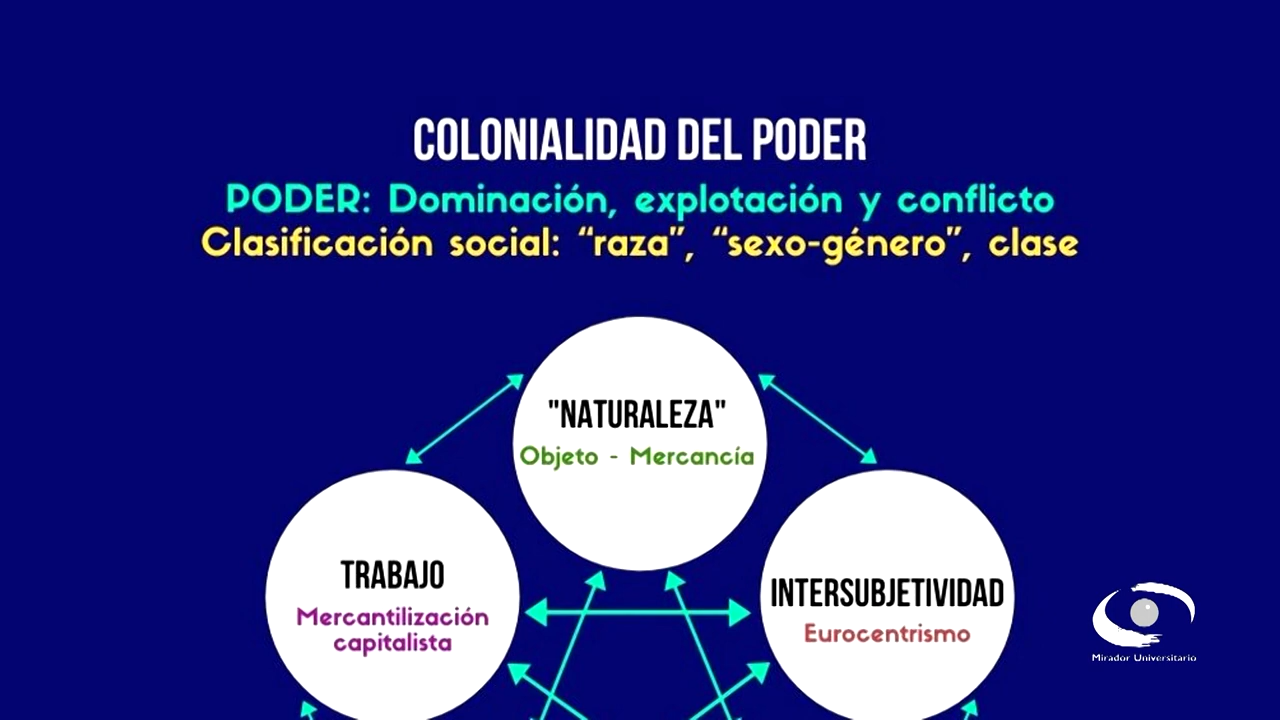 COLONIALIDAD DEL PODER
PODER: Dominación, explotación y conflicto
Clasificación social: “raza”, “sexo-género”, clase
"NATURALEZA"
Objeto - Mercancía
TRABAJO
Mercantilización
capitalista
INTERSUBJETIVIDAD
Eurocentrismo
Mirador Universitario